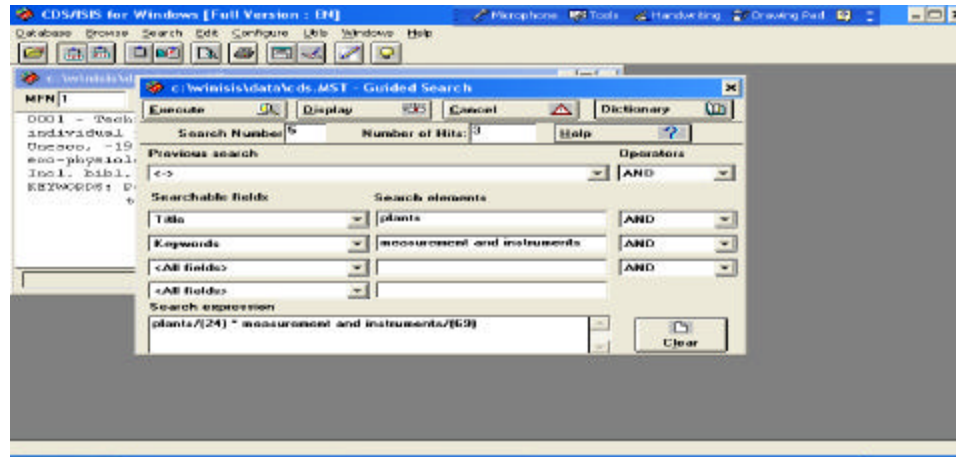 CDS/ISIS for Windows [Full Version : EN]
Microphone Tools Handwriting Drawing Pad
Database Browse Search Edit Configure Utils Windows Help
MFN 1
0001 - Tech
individual
Unesco, -19
eco-physiol
Incl. bibl.
KEYWORDS:
c:\winisis\data\cds.MST - Guided Search
Execute Display Cancel Dictionary
Search Number 5 Number of Hits: 3 Help
Previous search Operators
<-> AND
Searchable fields Search elements
Title plants AND
Keywords measurement and instruments AND
<All fields> AND
<All fields>
Search expression
plants/(24) * measurement and instruments/(69)
Clear